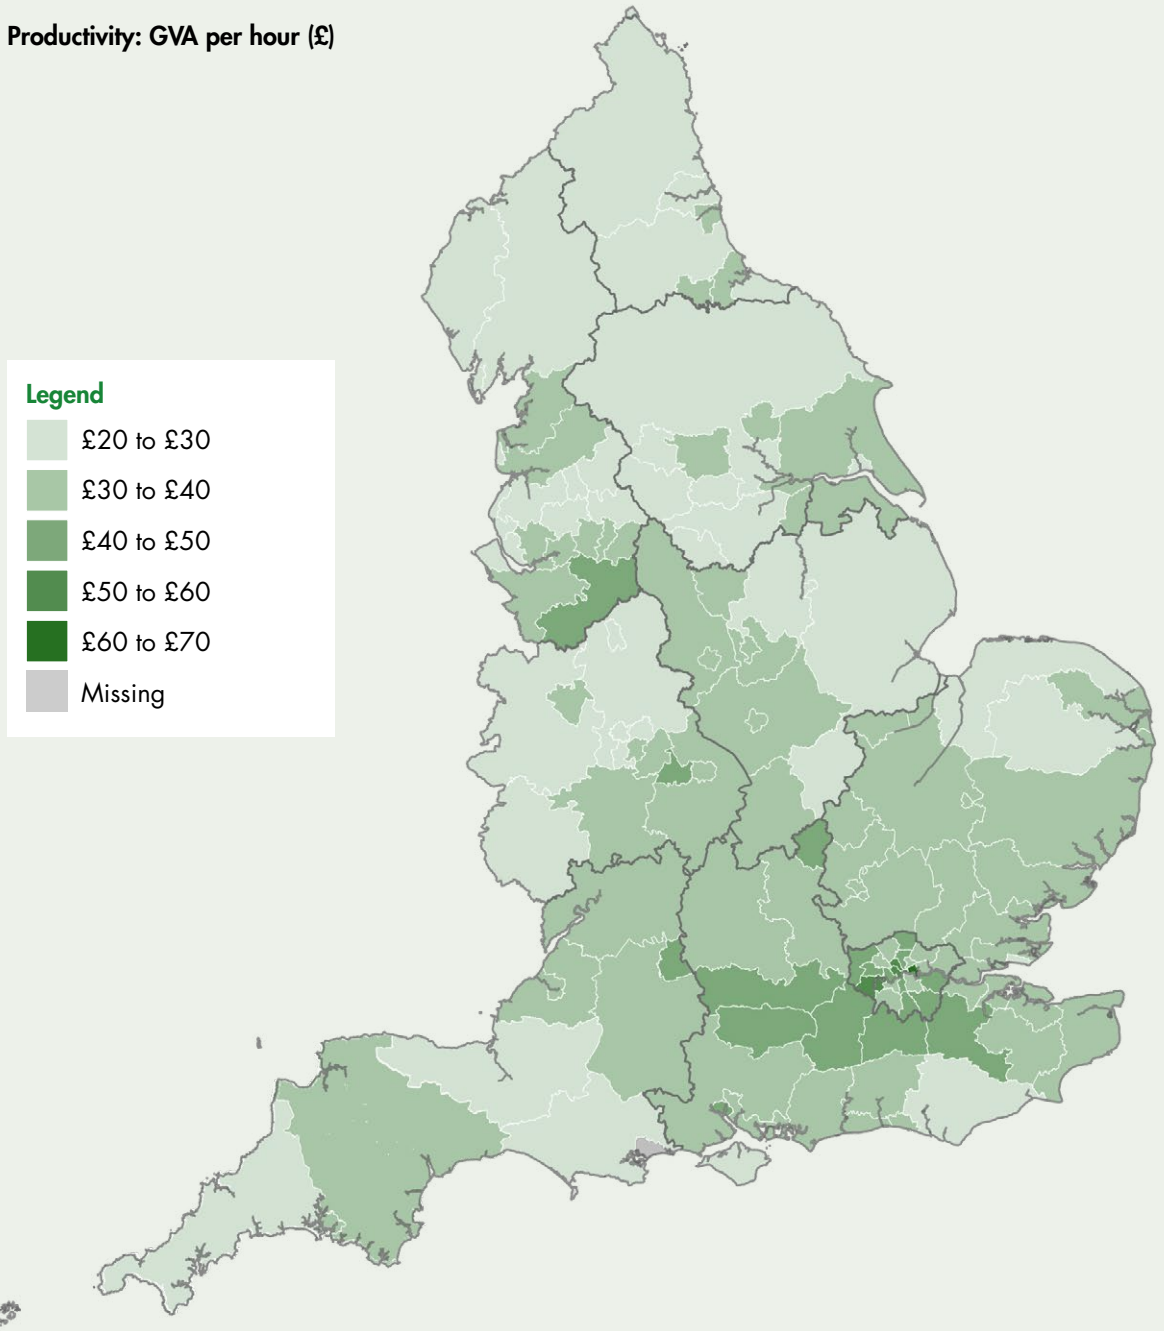 Productivity: GVA per hour (£)
Legend
£20 to £30
£30 to £40
£40 to £50
£50 to £60
£60 to £70
Missing